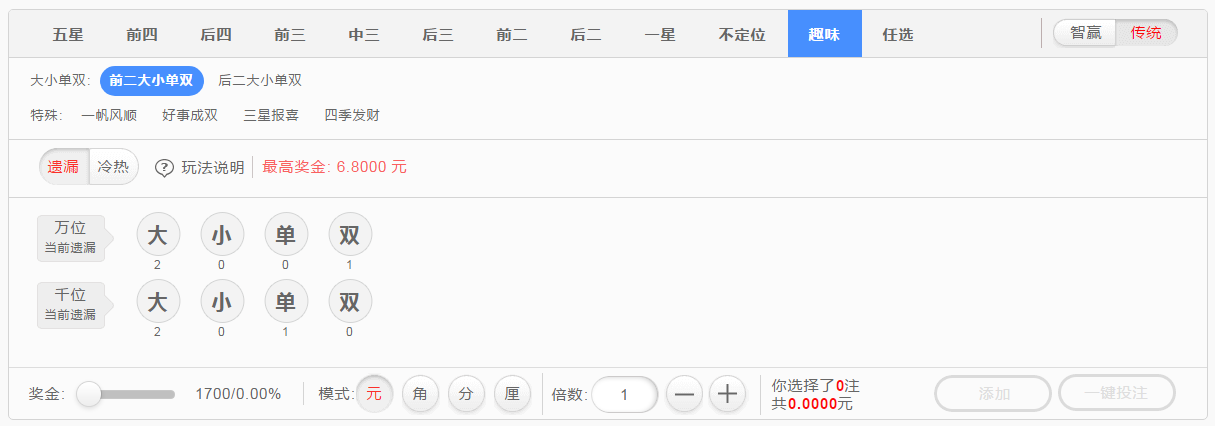 五星 前四 后四 前三 中三 后三 前二 后二 一星 不定位 趣味 任选 智赢 传统
大小单双: 前二大小单双 后二大小单双
特殊: 一帆风顺 好事成双 三星报喜 四季发财
遗漏 冷热 ? 玩法说明 最高奖金: 6.8000 元
万位 大 小 单 双
当前遗漏 2 0 0 1
千位 大 小 单 双
当前遗漏 2 0 1 0
奖金: 1700/0.00% 模式: 元 角 分 厘 倍数: 1 — + 你选择了0注 添加 一键投注
共0.0000元